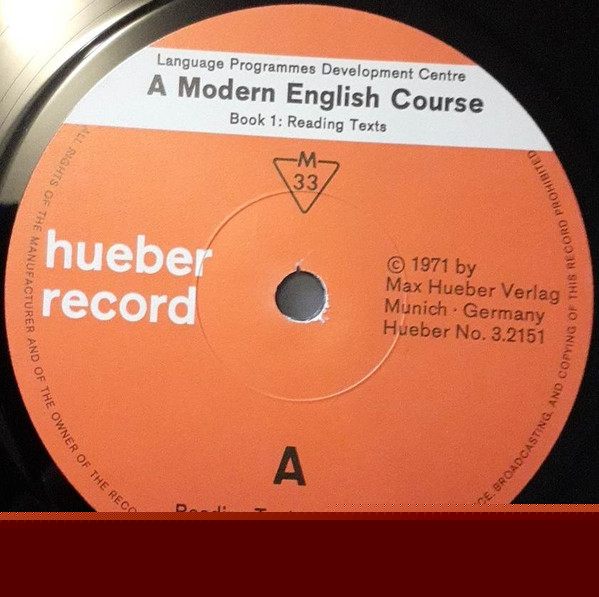 Language Programmes Development Centre
A Modern English Course
Book 1: Reading Texts
M
33
hueber
record
© 1971 by
Max Hueber Verlag
Munich · Germany
Hueber No. 3.2151
A
ALL RIGHTS OF THE MANUFACTURER AND OF THE OWNER OF THE
BROADCASTING, AND COPYING OF THIS RECORD PROHIBITED